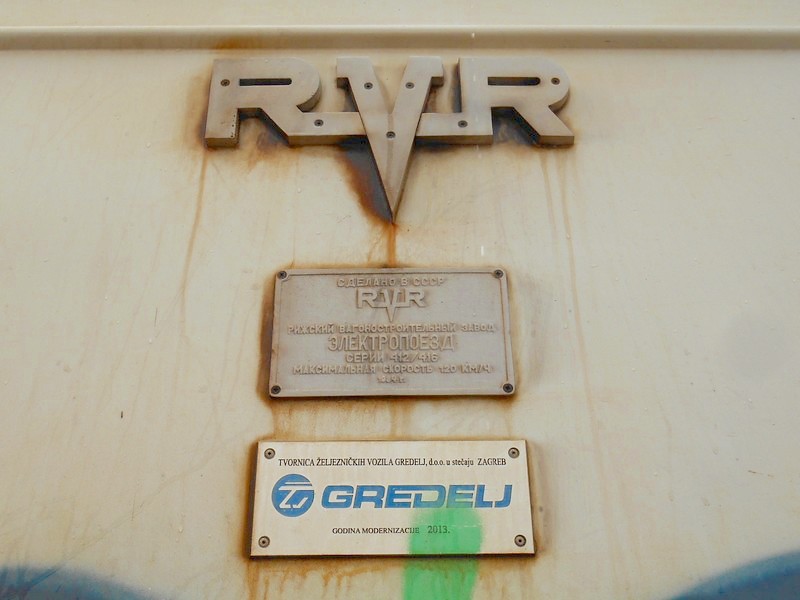 RVR
СДЕЛАНО В СССР
RVR
РИЖСКИЙ ВАГОНОСТРОИТЕЛЬНЫЙ ЗАВОД
ЭЛЕКТРОПОЕЗД
СЕРИИ 412/416
МАКСИМАЛЬНАЯ СКОРОСТЬ 120 КМ/Ч
TVORNICA ŽELJEZNIČKIH VOZILA GREDELJ, d.o.o. u stečaju ZAGREB
GREDELJ
GODINA MODERNIZACIJE 2013.